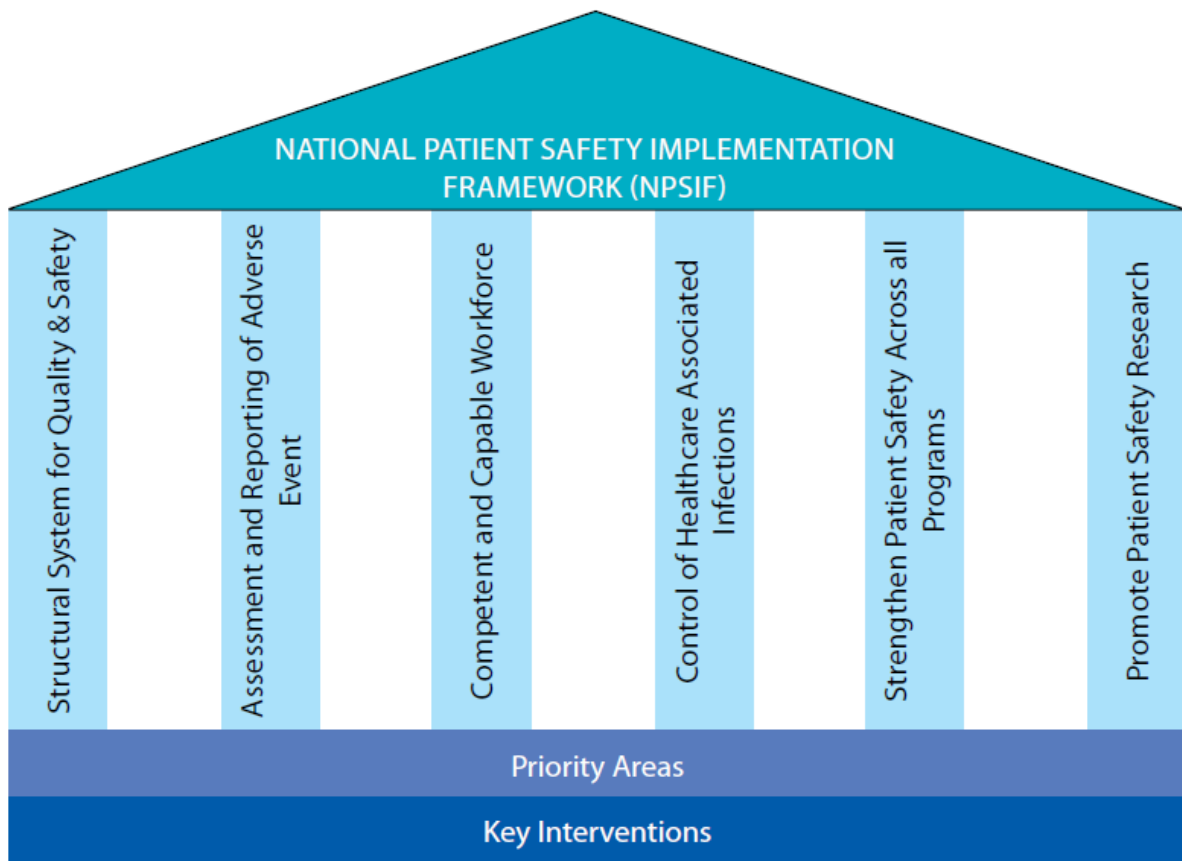 NATIONAL PATIENT SAFETY IMPLEMENTATION
FRAMEWORK (NPSIF)
Structural System for Quality & Safety
Assessment and Reporting of Adverse
Event
Competent and Capable Workforce
Control of Healthcare Associated
Infections
Strengthen Patient Safety Across all
Programs
Promote Patient Safety Research
Priority Areas
Key Interventions